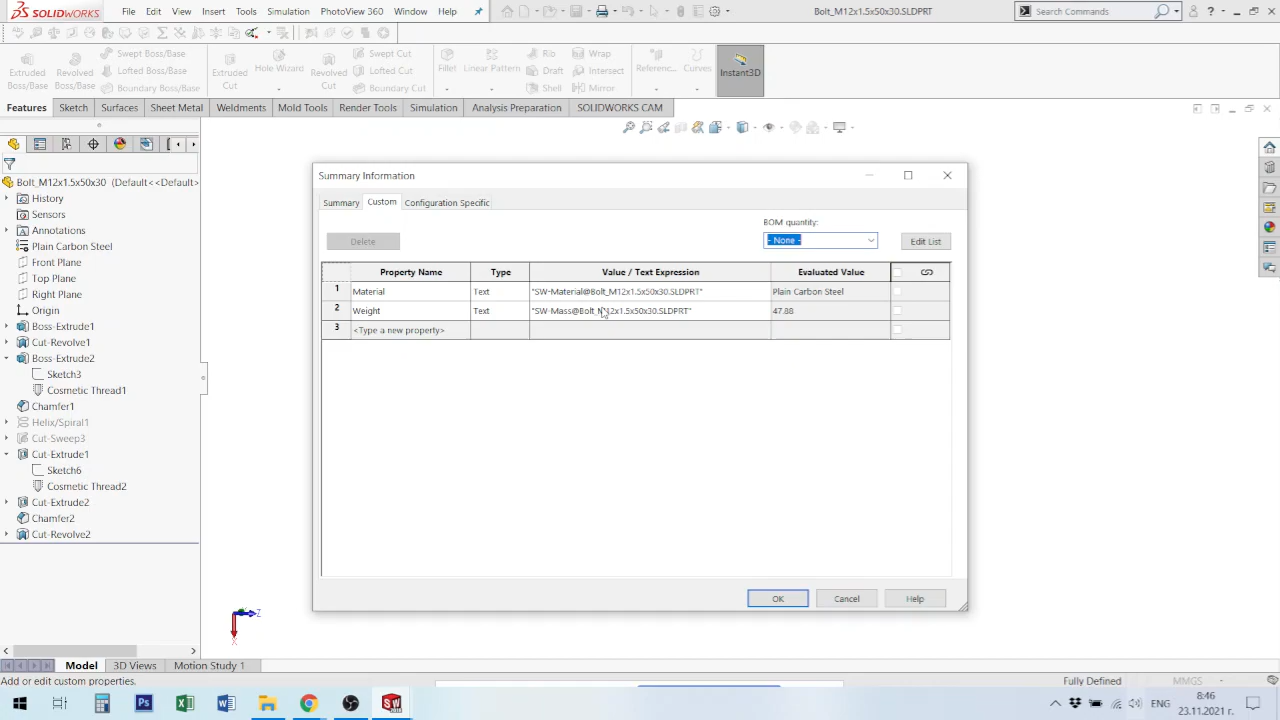 SOLIDWORKS File Edit View Insert Tools Simulation PhotoView 360 Window Help Bolt_M12x1.5x50x30.SLDPRT Search Commands
Extruded Boss/Base
Revolved Boss/Base
Swept Boss/Base
Lofted Boss/Base
Boundary Boss/Base
Extruded Cut
Hole Wizard
Revolved Cut
Swept Cut
Lofted Cut
Boundary Cut
Fillet
Linear Pattern
Rib
Draft
Shell
Wrap
Intersect
Mirror
Referenc...
Curves
Instant3D
Features Sketch Surfaces Sheet Metal Weldments Mold Tools Render Tools Simulation Analysis Preparation SOLIDWORKS CAM
Bolt_M12x1.5x50x30 (Default<<Default>
History
Sensors
Annotations
Plain Carbon Steel
Front Plane
Top Plane
Right Plane
Origin
Boss-Extrude1
Cut-Revolve1
Boss-Extrude2
Sketch3
Cosmetic Thread1
Chamfer1
Helix/Spiral1
Cut-Sweep3
Cut-Extrude1
Sketch6
Cosmetic Thread2
Cut-Extrude2
Chamfer2
Cut-Revolve2
Summary Information
Summary Custom Configuration Specific
BOM quantity:
Delete - None - Edit List
Property Name Type Value / Text Expression Evaluated Value
1 Material Text "SW-Material@Bolt_M12x1.5x50x30.SLDPRT" Plain Carbon Steel
2 Weight Text "SW-Mass@Bolt_M12x1.5x50x30.SLDPRT" 47.88
3 <Type a new property>
OK Cancel Help
Z
X
Model 3D Views Motion Study 1
Add or edit custom properties. Fully Defined MMGS
ЕНГ
8:46
23.11.2021 г.